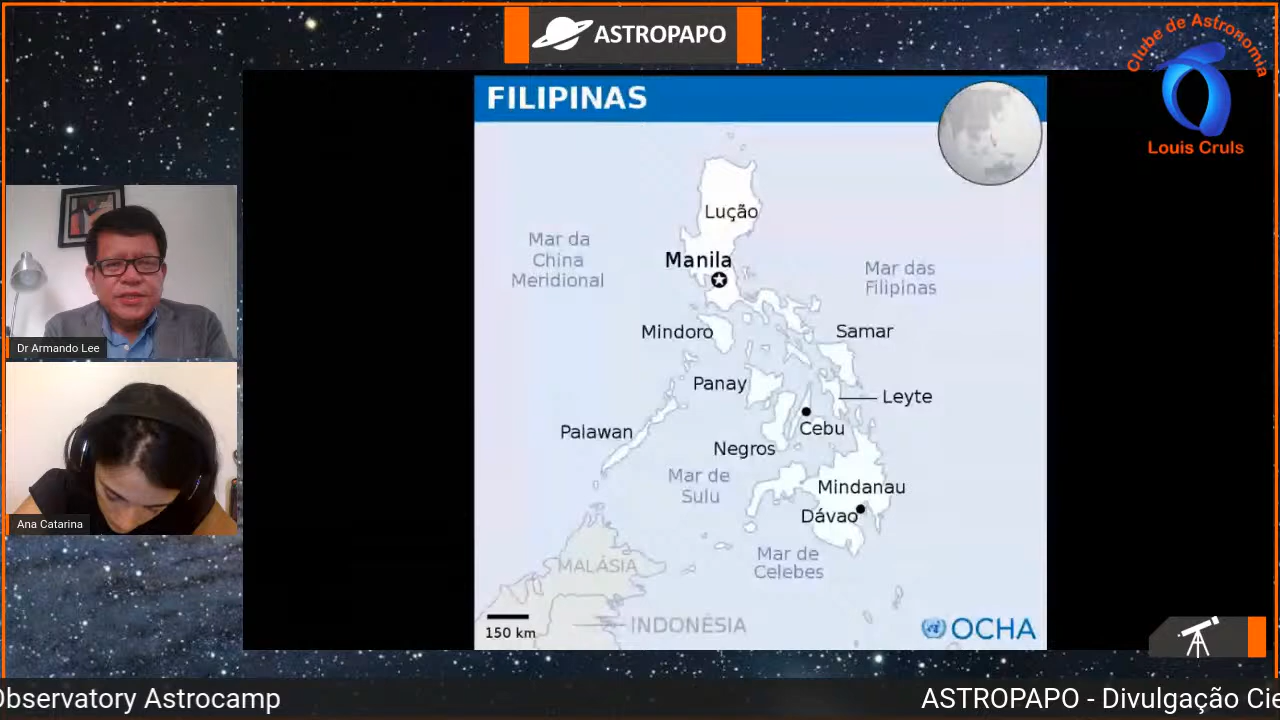 ASTROPAPO
Clube de Astronomia
Louis Cruls
FILIPINAS
Lução
Mar da
China
Meridional
Manila
Mar das
Filipinas
Mindoro
Samar
Panay
Leyte
Palawan
Cebu
Negros
Mar de
Sulu
Mindanau
Dávao
Mar de
Celebes
MALÁSIA
INDONÉSIA
150 km
OCHA
Dr Armando Lee
Ana Catarina
Observatory Astrocamp
ASTROPAPO - Divulgação Cie